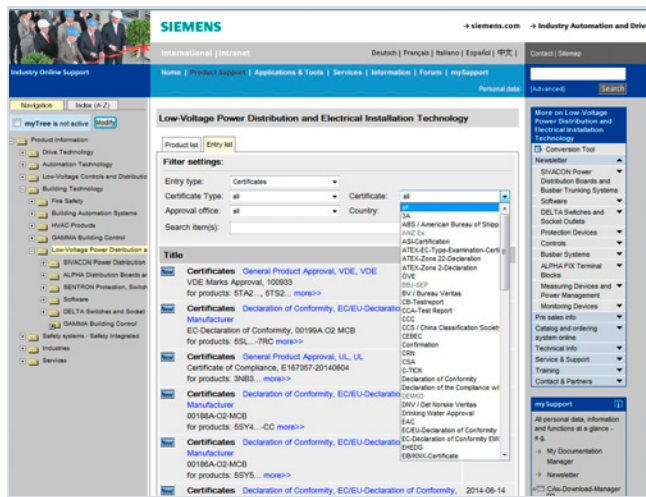 SIEMENS
→ siemens.com → Industry Automation and Drive
International | Intranet
Deutsch | Français | Italiano | Español | 中文 |
Contact | Sitemap
Industry Online Support
Home | Product Support | Applications & Tools | Services | Information | Forum | mySupport
Personal data
[Advanced] Search
Navigation
Index (A-Z)
myTree is not active Modify
Product Information
Drive Technology
Automation Technology
Low-Voltage Controls and Distributio
Building Technology
Fire Safety
Building Automation Systems
HVAC Products
GAMMA Building Control
Low-Voltage Power Distribution a
SIVACON Power Distribution
ALPHA Distribution Boards ar
SENTRON Protection, Switch
Software
DELTA Switches and Socket
GAMMA Building Control
Safety systems - Safety Integrated
Industries
Services
Low-Voltage Power Distribution and Electrical Installation Technology
Product list
Entry list
Filter settings:
Entry type: Certificates
Certificate Type: all
Certificate: all
Approval office: all
Country:
Search item(s):
all
3A
ABS / American Bureau of Shipp
ANZ Ex
ASI-Certification
ATEX-EC-Type-Examination-Certi
ATEX-Zone 22-Declaration
ATEX-Zone 2-Declaration
ÖVE
BBJ-SEP
BV / Bureau Veritas
CB-Testreport
CCA-Test Report
CCC
CCS / China Classification Society
CEBEC
Confirmation
CRN
CSA
C-TICK
Declaration of Conformity
Declaration of the Compliance wi
DEMKO
DNV / Det Norske Veritas
Drinking Water Approval
EAC
EC/EU-Declaration of Conformity
EC-Declaration of Conformity EMC
EHEDG
EIB/KNX-Certificate
Title
New Certificates General Product Approval, VDE, VDE
VDE Marks Approval, 100933
for products: 5TA2..., 5TS2... more>>
New Certificates Declaration of Conformity, EC/EU-Declaratio
Manufacturer
EC-Declaration of Conformity, 00199A O2 MCB
for products: 5SL...-7RC more>>
New Certificates General Product Approval, UL, UL
Certificate of Compliance, E167357-20140604
for products: 3NB3... more>>
New Certificates Declaration of Conformity, EC/EU-Declaratio
Manufacturer
00188A-O2-MCB
for products: 5SY4...-CC more>>
New Certificates Declaration of Conformity, EC/EU-Declaratio
Manufacturer
00186A-O2-MCB
for products: 5SY5... more>>
New Certificates Declaration of Conformity, EC/EU-Declaration of Conformity, 2014-06-14
More on Low-Voltage
Power Distribution and
Electrical Installation
Technology
Conversion Tool
Newsletter
SIVACON Power
Distribution Boards and
Busbar Trunking Systems
Software
DELTA Switches and
Socket Outlets
Protection Devices
Controls
Busbar Systems
ALPHA FIX Terminal
Blocks
Measuring Devices and
Power Management
Monitoring Devices
Pre sales info
Catalog and ordering
system online
Technical Info
Service & Support
Training
Contact & Partners
mySupport
All personal data, information
and functions at a glance -
e.g.
→ My Documentation
Manager
→ Newsletter
→ CAx-Download-Manager